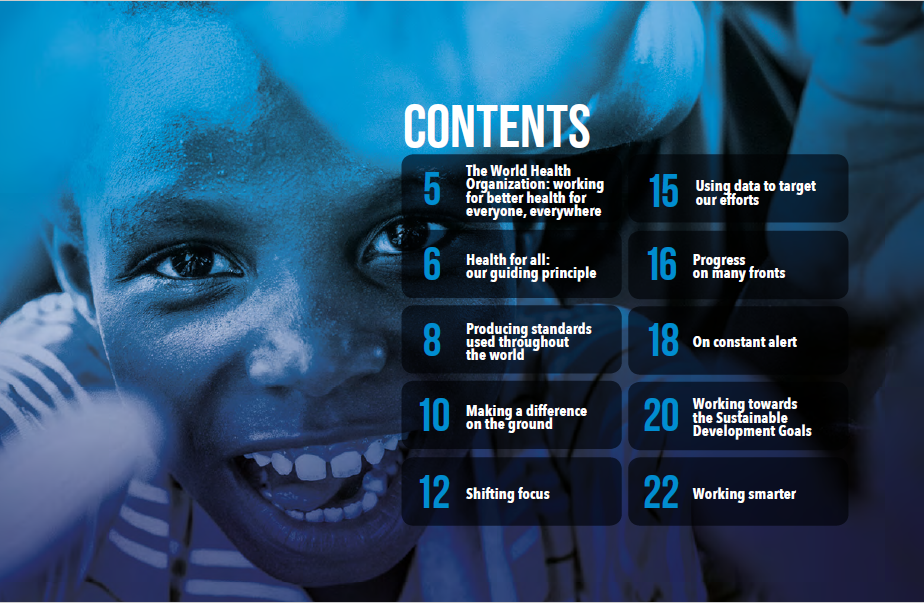 CONTENTS
5
The World Health
Organization: working
for better health for
everyone, everywhere
6
Health for all:
our guiding principle
8
Producing standards
used throughout
the world
10
Making a difference
on the ground
12
Shifting focus
15
Using data to target
our efforts
16
Progress
on many fronts
18
On constant alert
20
Working towards
the Sustainable
Development Goals
22
Working smarter